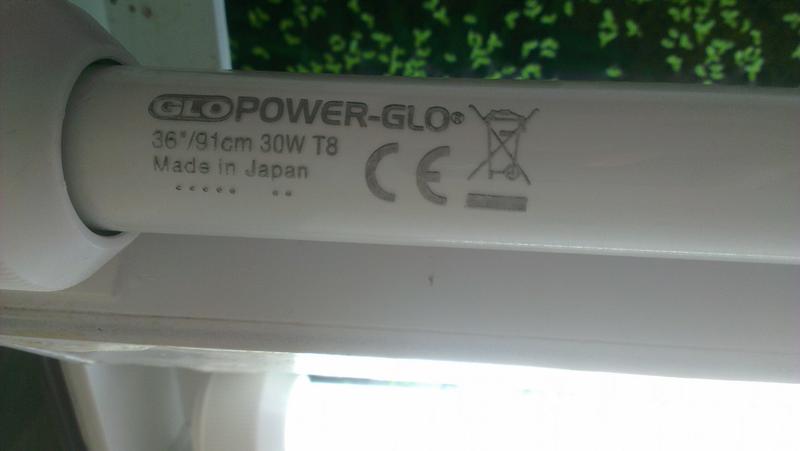 GLO POWER-GLO®
36"/91cm 30W T8
Made in Japan
CE